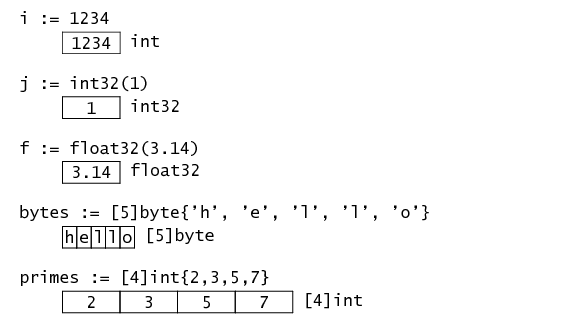 i := 1234
1234 int
j := int32(1)
1 int32
f := float32(3.14)
3.14 float32
bytes := [5]byte{’h’, ’e’, ’l’, ’l’, ’o’}
h e l l o [5]byte
primes := [4]int{2,3,5,7}
2 3 5 7 [4]int